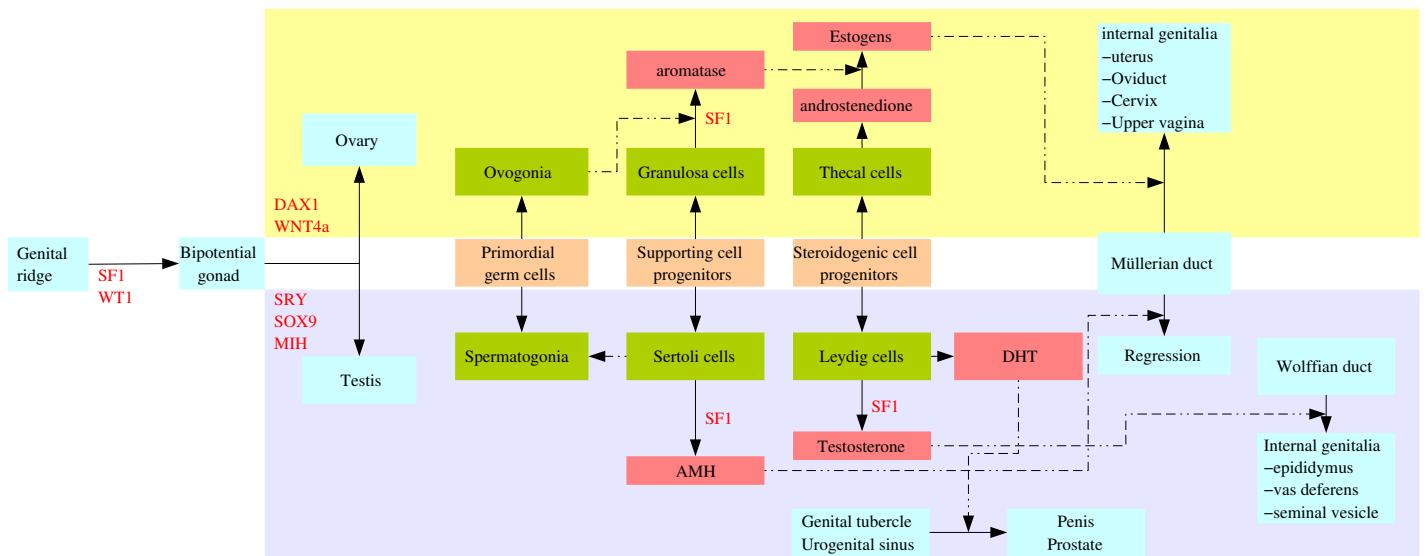 Genital
ridge
SF1
WT1
Bipotential
gonad
DAX1
WNT4a
SRY
SOX9
MIH
Ovary
Testis
Ovogonia
Primordial
germ cells
Spermatogonia
aromatase
SF1
Granulosa cells
Supporting cell
progenitors
Sertoli cells
SF1
AMH
Estogens
androstenedione
Thecal cells
Steroidogenic cell
progenitors
Leydig cells
SF1
Testosterone
DHT
Genital tubercle
Urogenital sinus
Penis
Prostate
internal genitalia
−uterus
−Oviduct
−Cervix
−Upper vagina
Müllerian duct
Regression
Wolffian duct
Internal genitalia
−epididymus
−vas deferens
−seminal vesicle